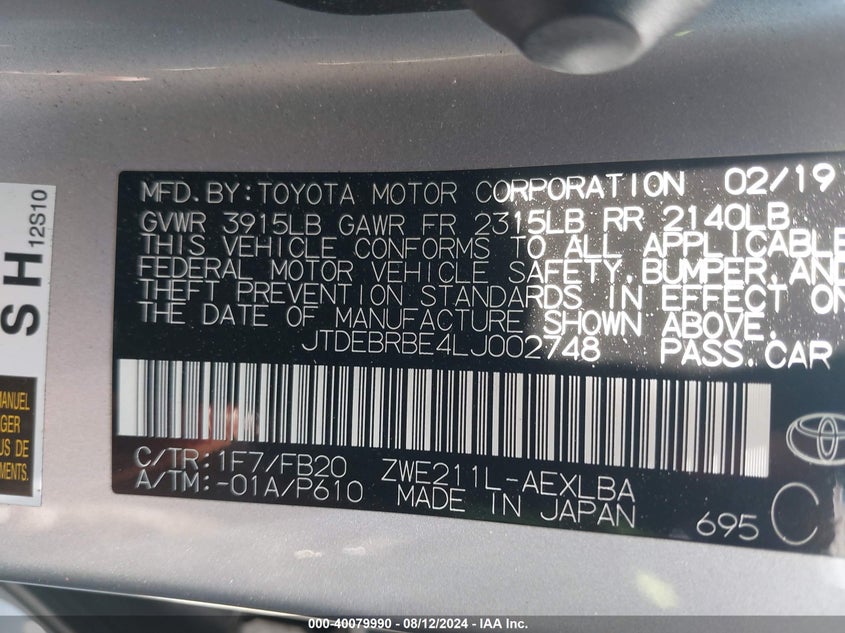 MFD. BY: TOYOTA MOTOR CORPORATION 02/19
GVWR 3915LB GAWR FR 2315LB RR 2140LB
THIS VEHICLE CONFORMS TO ALL APPLICABLE
FEDERAL MOTOR VEHICLE SAFETY, BUMPER, AND
THEFT PREVENTION STANDARDS IN EFFECT ON
THE DATE OF MANUFACTURE SHOWN ABOVE.
JTDEBRBE4LJ002748 PASS.CAR
C/TR: 1F7/FB20 ZWE211L-AEXLBA
A/TM: -01A/P610 MADE IN JAPAN
695 C
SH
12S10
MANUEL
US DE
000-40079990 - 08/12/2024 - IAA Inc.